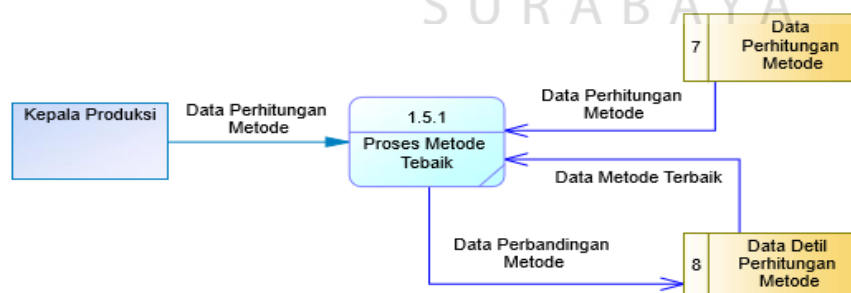 SURABAYA
7
Data
Perhitungan
Metode
Kepala Produksi
Data Perhitungan
Metode
1.5.1
Proses Metode
Tebaik
Data Perhitungan
Metode
Data Metode Terbaik
Data Perbandingan
Metode
8
Data Detil
Perhitungan
Metode